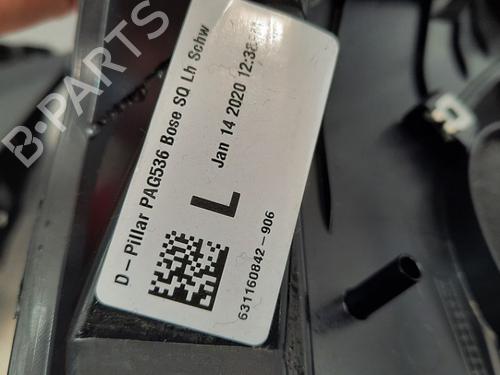 D-Pillar PAG536 Bose SQ Lh Schw
L
Jan 14 2020 12:38
631160842-906
B-PARTS